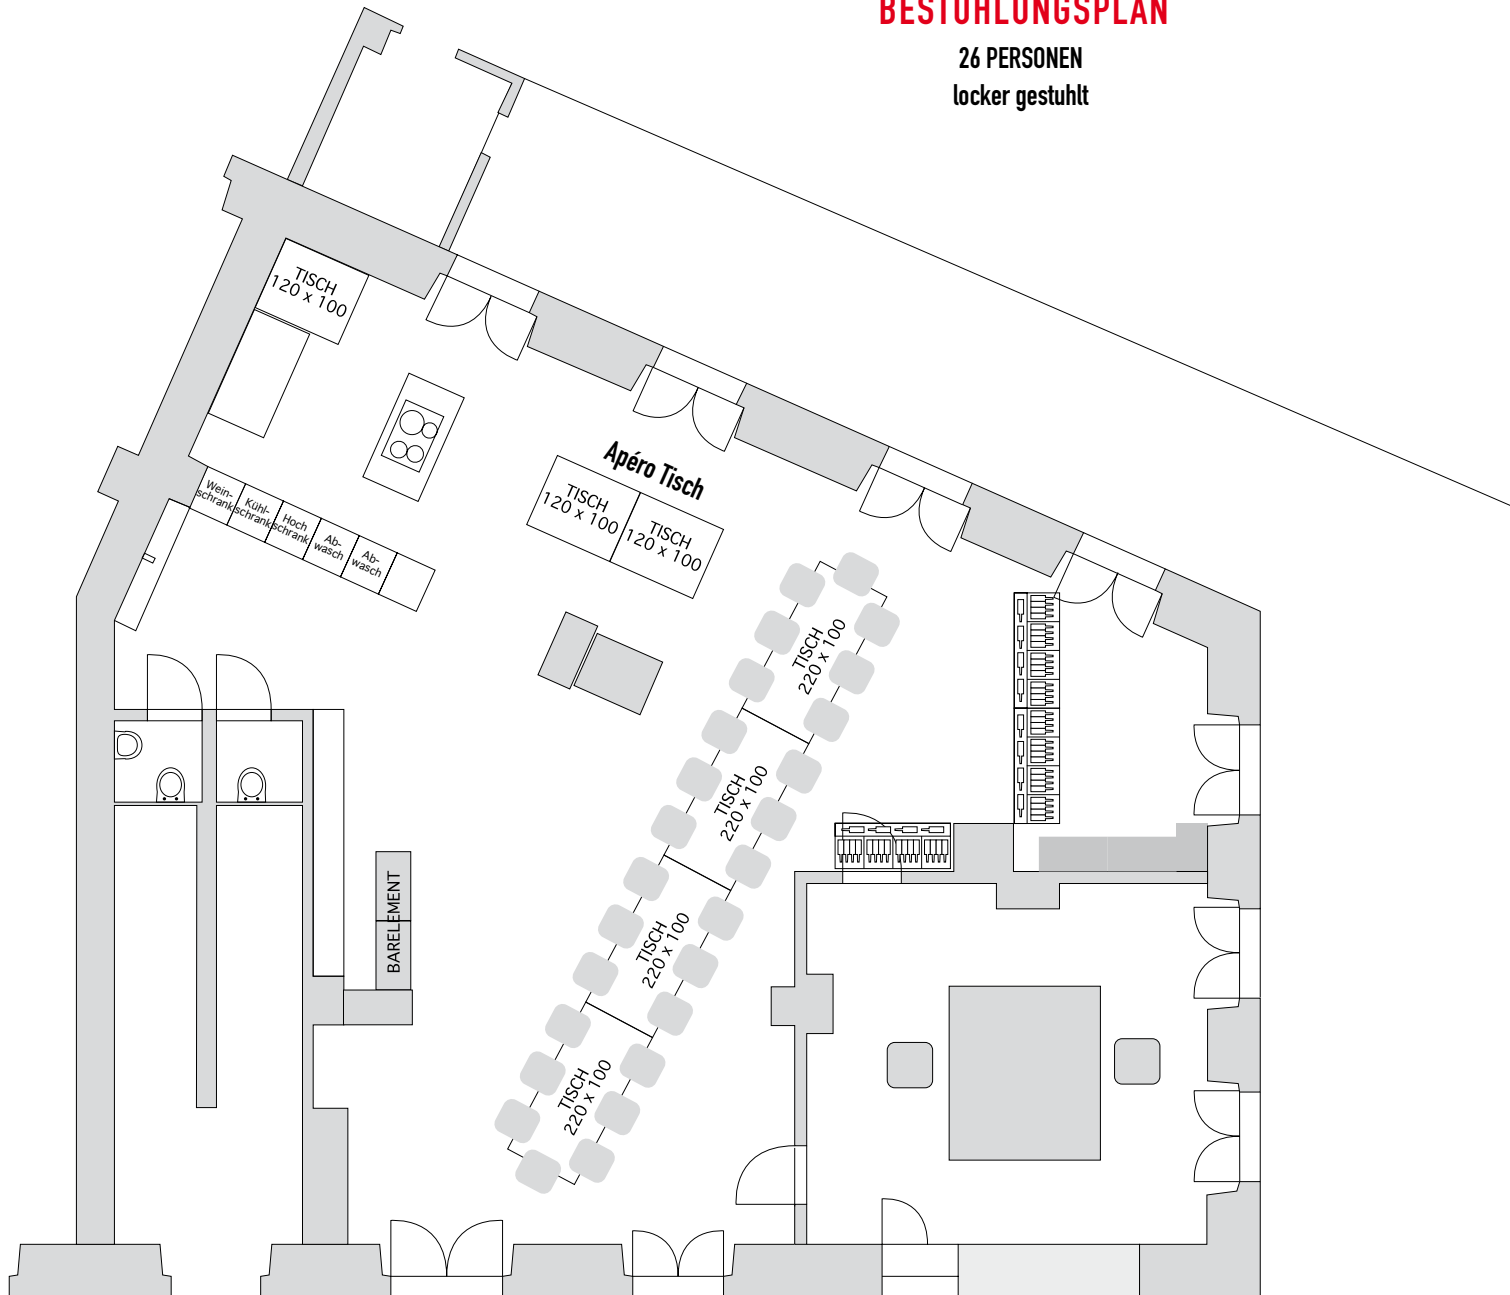 BESTUHLUNGSPLAN
26 PERSONEN
locker gestuhlt
TISCH
120 x 100
Apéro Tisch
TISCH
120 x 100
TISCH
120 x 100
Wein-
schrank
Kühl-
schrank
Hoch
schrank
Ab-
wasch
Ab-
wasch
TISCH
220 x 100
TISCH
220 x 100
TISCH
220 x 100
TISCH
220 x 100
BARELEMENT